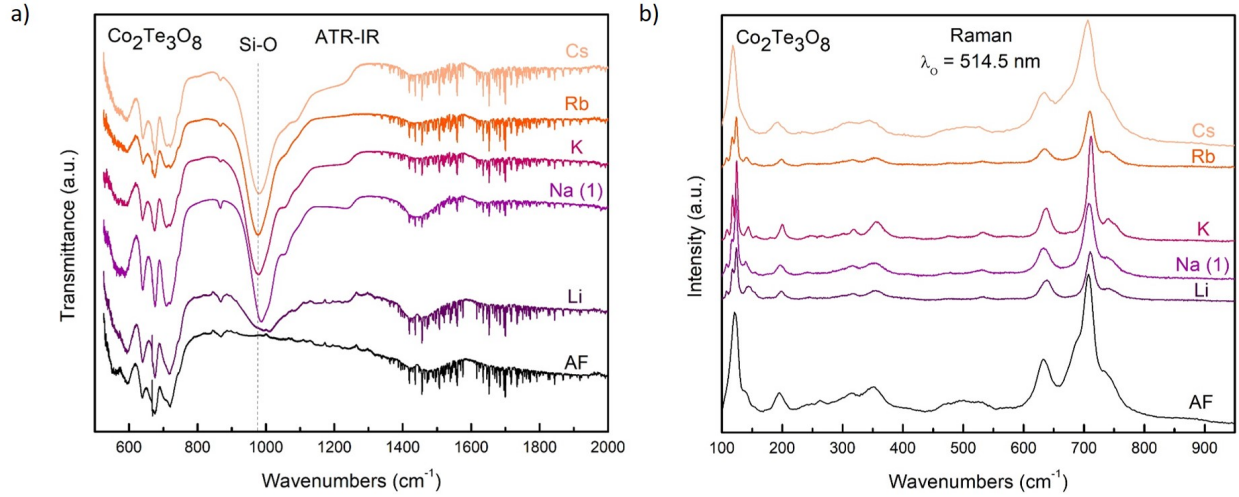 a)
Co₂Te₃O₈
Si-O
ATR-IR
Cs
Rb
K
Na (1)
Li
AF
Transmittance (a.u.)
600 800 1000 1200 1400 1600 1800 2000
Wavenumbers (cm⁻¹)
b)
Co₂Te₃O₈
Raman
λ₀ = 514.5 nm
Cs
Rb
K
Na (1)
Li
AF
Intensity (a.u.)
100 200 300 400 500 600 700 800 900
Wavenumbers (cm⁻¹)